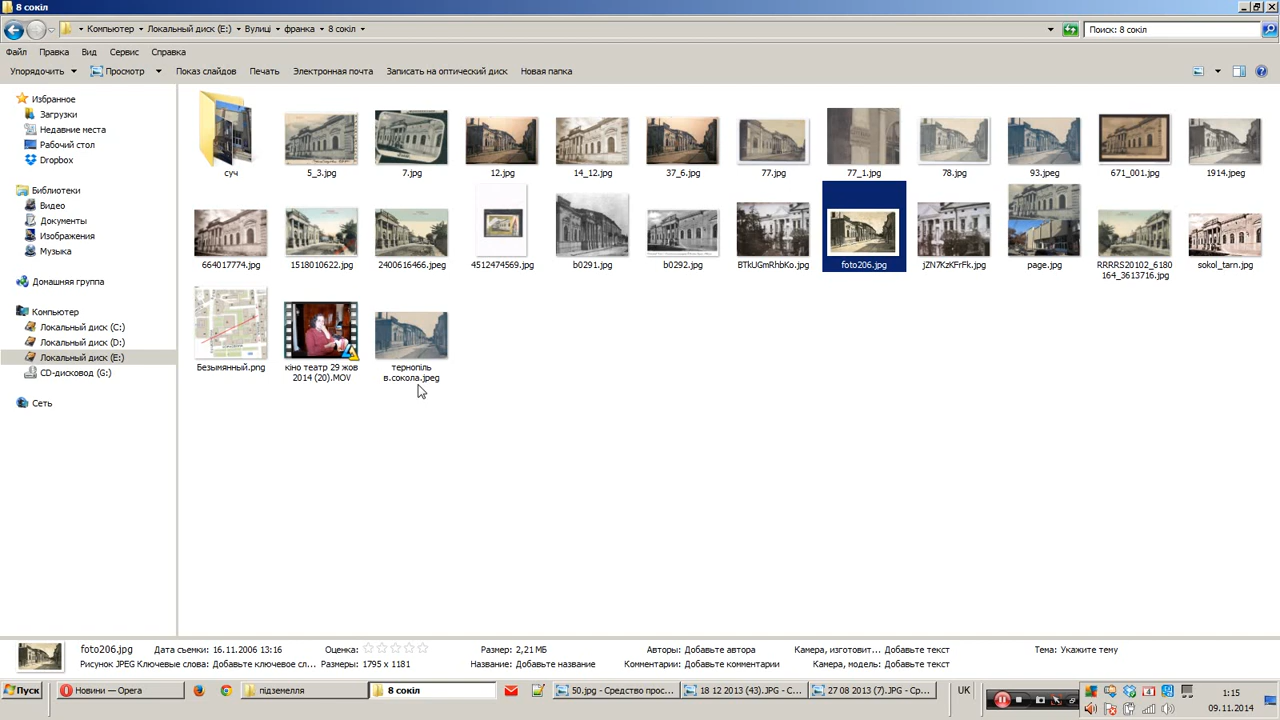 8 сокіл
Компьютер
Локальный диск (E:)
Вулиці
франка
8 сокіл
Поиск: 8 сокіл
Файл Правка Вид Сервис Справка
Упорядочить Просмотр Показ слайдов Печать Электронная почта Записать на оптический диск Новая папка
Избранное
Загрузки
Недавние места
Рабочий стол
Dropbox
Библиотеки
Видео
Документы
Изображения
Музыка
Домашняя группа
Компьютер
Локальный диск (C:)
Локальный диск (D:)
Локальный диск (E:)
CD-дисковод (G:)
Сеть
суч 5_3.jpg 7.jpg 12.jpg 14_12.jpg 37_6.jpg 77.jpg 77_1.jpg 78.jpg 93.jpeg 671_001.jpg 1914.jpeg
664017774.jpg 1518010622.jpg 2400616466.jpeg 4512474569.jpg b0291.jpg b0292.jpg BTkUGmRhbKo.jpg foto206.jpg jZN7KzKFrFk.jpg page.jpg RRRRS20102_6180
164_3613716.jpg sokol_tarn.jpg
Безымянный.png кіно театр 29 жов
2014 (20).MOV тернопіль
в.сокола.jpeg
foto206.jpg Дата съемки: 16.11.2006 13:16 Оценка: Размер: 2,21 МБ Авторы: Добавьте автора Камера, изготовит... Добавьте текст Тема: Укажите тему
Рисунок JPEG Ключевые слова: Добавьте ключевое сл... Размеры: 1795 x 1181 Название: Добавьте название Комментарии: Добавьте комментарии Камера, модель: Добавьте текст
Пуск Новини — Opera підземелля 8 сокіл 50.jpg - Средство прос... 18 12 2013 (43).JPG - С... 27 08 2013 (7).JPG - Ср... UK 1:15
09.11.2014